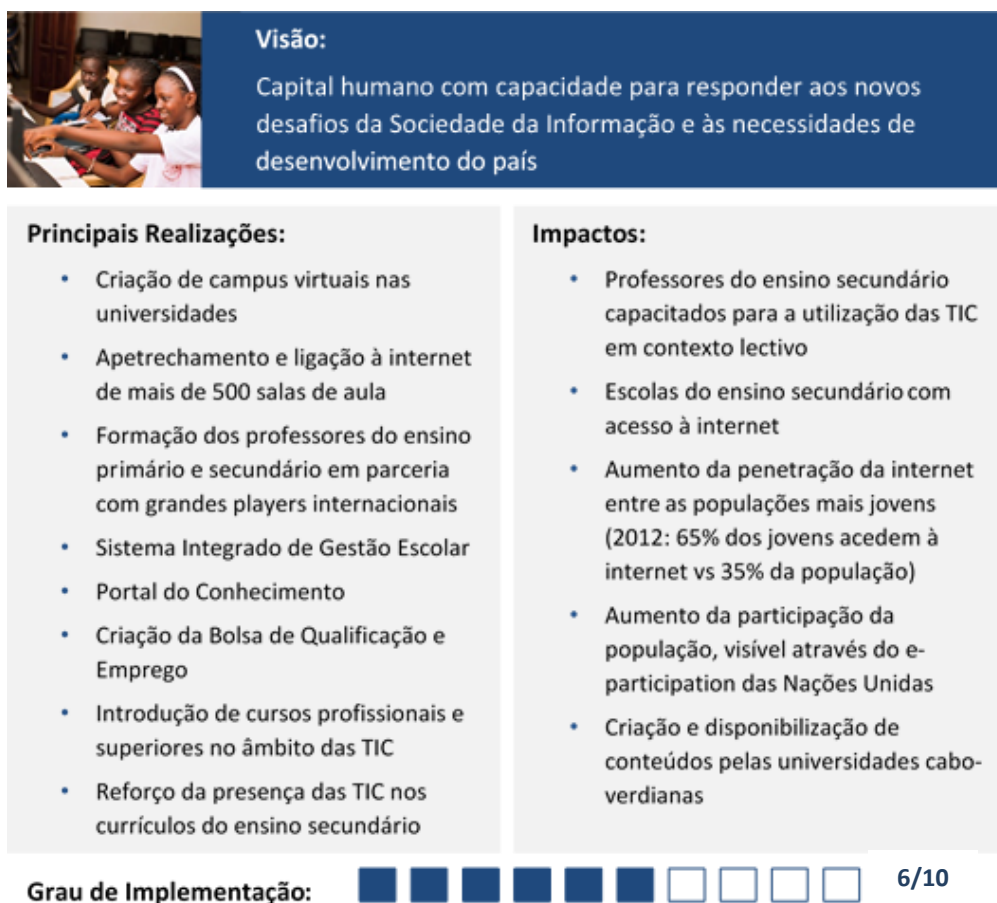 Visão:
Capital humano com capacidade para responder aos novos
desafios da Sociedade da Informação e às necessidades de
desenvolvimento do país
Principais Realizações:
• Criação de campus virtuais nas
universidades
• Apetrechamento e ligação à internet
de mais de 500 salas de aula
• Formação dos professores do ensino
primário e secundário em parceria
com grandes players internacionais
• Sistema Integrado de Gestão Escolar
• Portal do Conhecimento
• Criação da Bolsa de Qualificação e
Emprego
• Introdução de cursos profissionais e
superiores no âmbito das TIC
• Reforço da presença das TIC nos
currículos do ensino secundário
Impactos:
• Professores do ensino secundário
capacitados para a utilização das TIC
em contexto lectivo
• Escolas do ensino secundário com
acesso à internet
• Aumento da penetração da internet
entre as populações mais jovens
(2012: 65% dos jovens acedem à
internet vs 35% da população)
• Aumento da participação da
população, visível através do e-
participation das Nações Unidas
• Criação e disponibilização de
conteúdos pelas universidades cabo-
verdianas
Grau de Implementação:
6/10